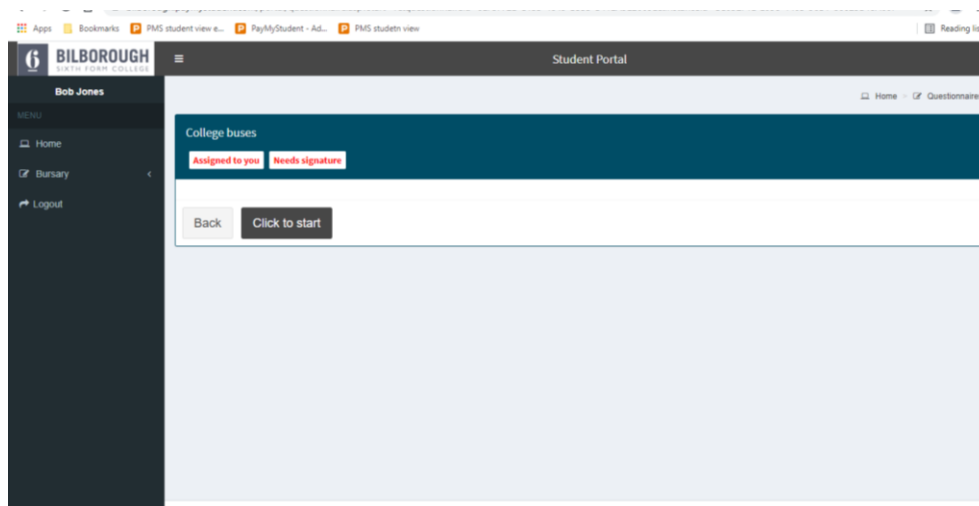 Apps Bookmarks PMS student view e... PayMyStudent - Ad... PMS studetn view Reading lis
6 BILBOROUGH
SIXTH FORM COLLEGE
Student Portal
Bob Jones
Home > Questionnaire
MENU
College buses
Home
Assigned to you Needs signature
Bursary
Logout
Back Click to start